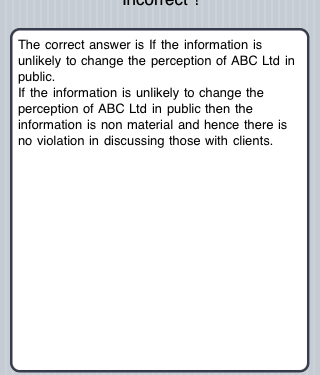 Incorrect !
The correct answer is If the information is
unlikely to change the perception of ABC Ltd in
public.
If the information is unlikely to change the
perception of ABC Ltd in public then the
information is non material and hence there is
no violation in discussing those with clients.